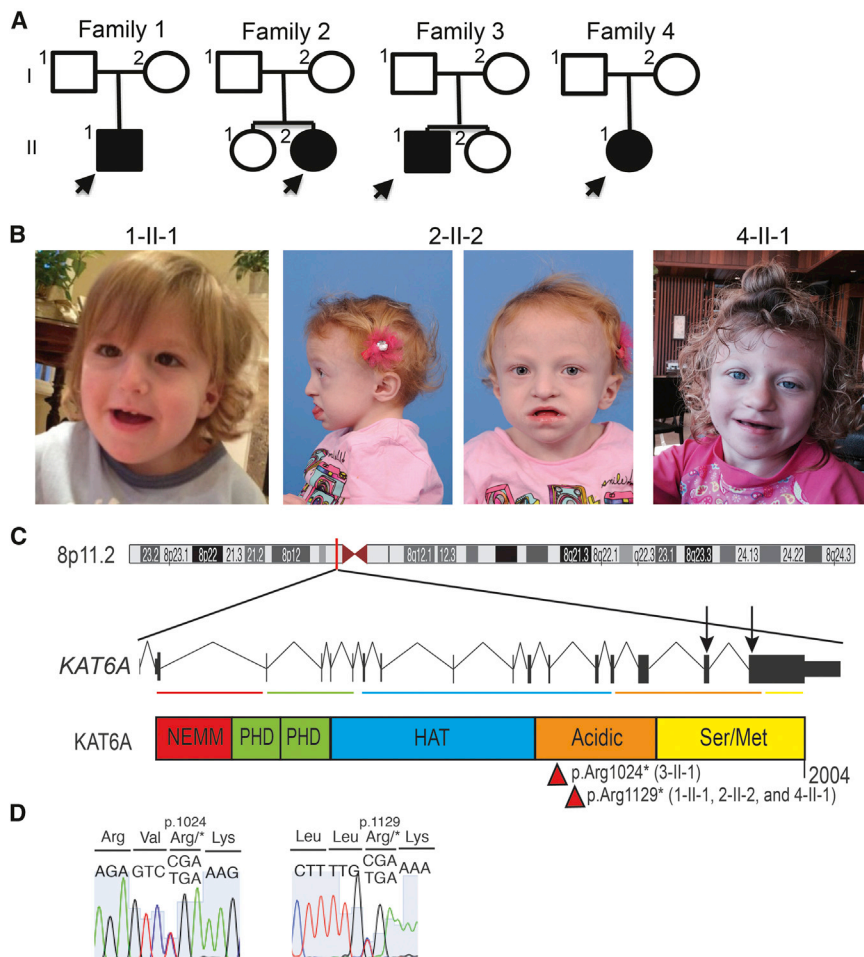 A
Family 1 Family 2 Family 3 Family 4
1 2 1 2 1 2 1 2
I
1 1 2 1 2 1
II
B
1-II-1 2-II-2 4-II-1
C
8p11.2 23.2 8p23.1 8p22 21.3 21.2 8p12 8q12.1 12.3 8q21.3 8q22.1 q22.3 23.1 8q23.3 24.13 24.22 8q24.3
KAT6A
KAT6A NEMM PHD PHD HAT Acidic Ser/Met
2004
p.Arg1024* (3-II-1)
p.Arg1129* (1-II-1, 2-II-2, and 4-II-1)
D
p.1024 p.1129
Arg Val Arg/* Lys Leu Leu Arg/* Lys
AGA GTC CGA AAG CTT TTG CGA AAA
TGA TGA